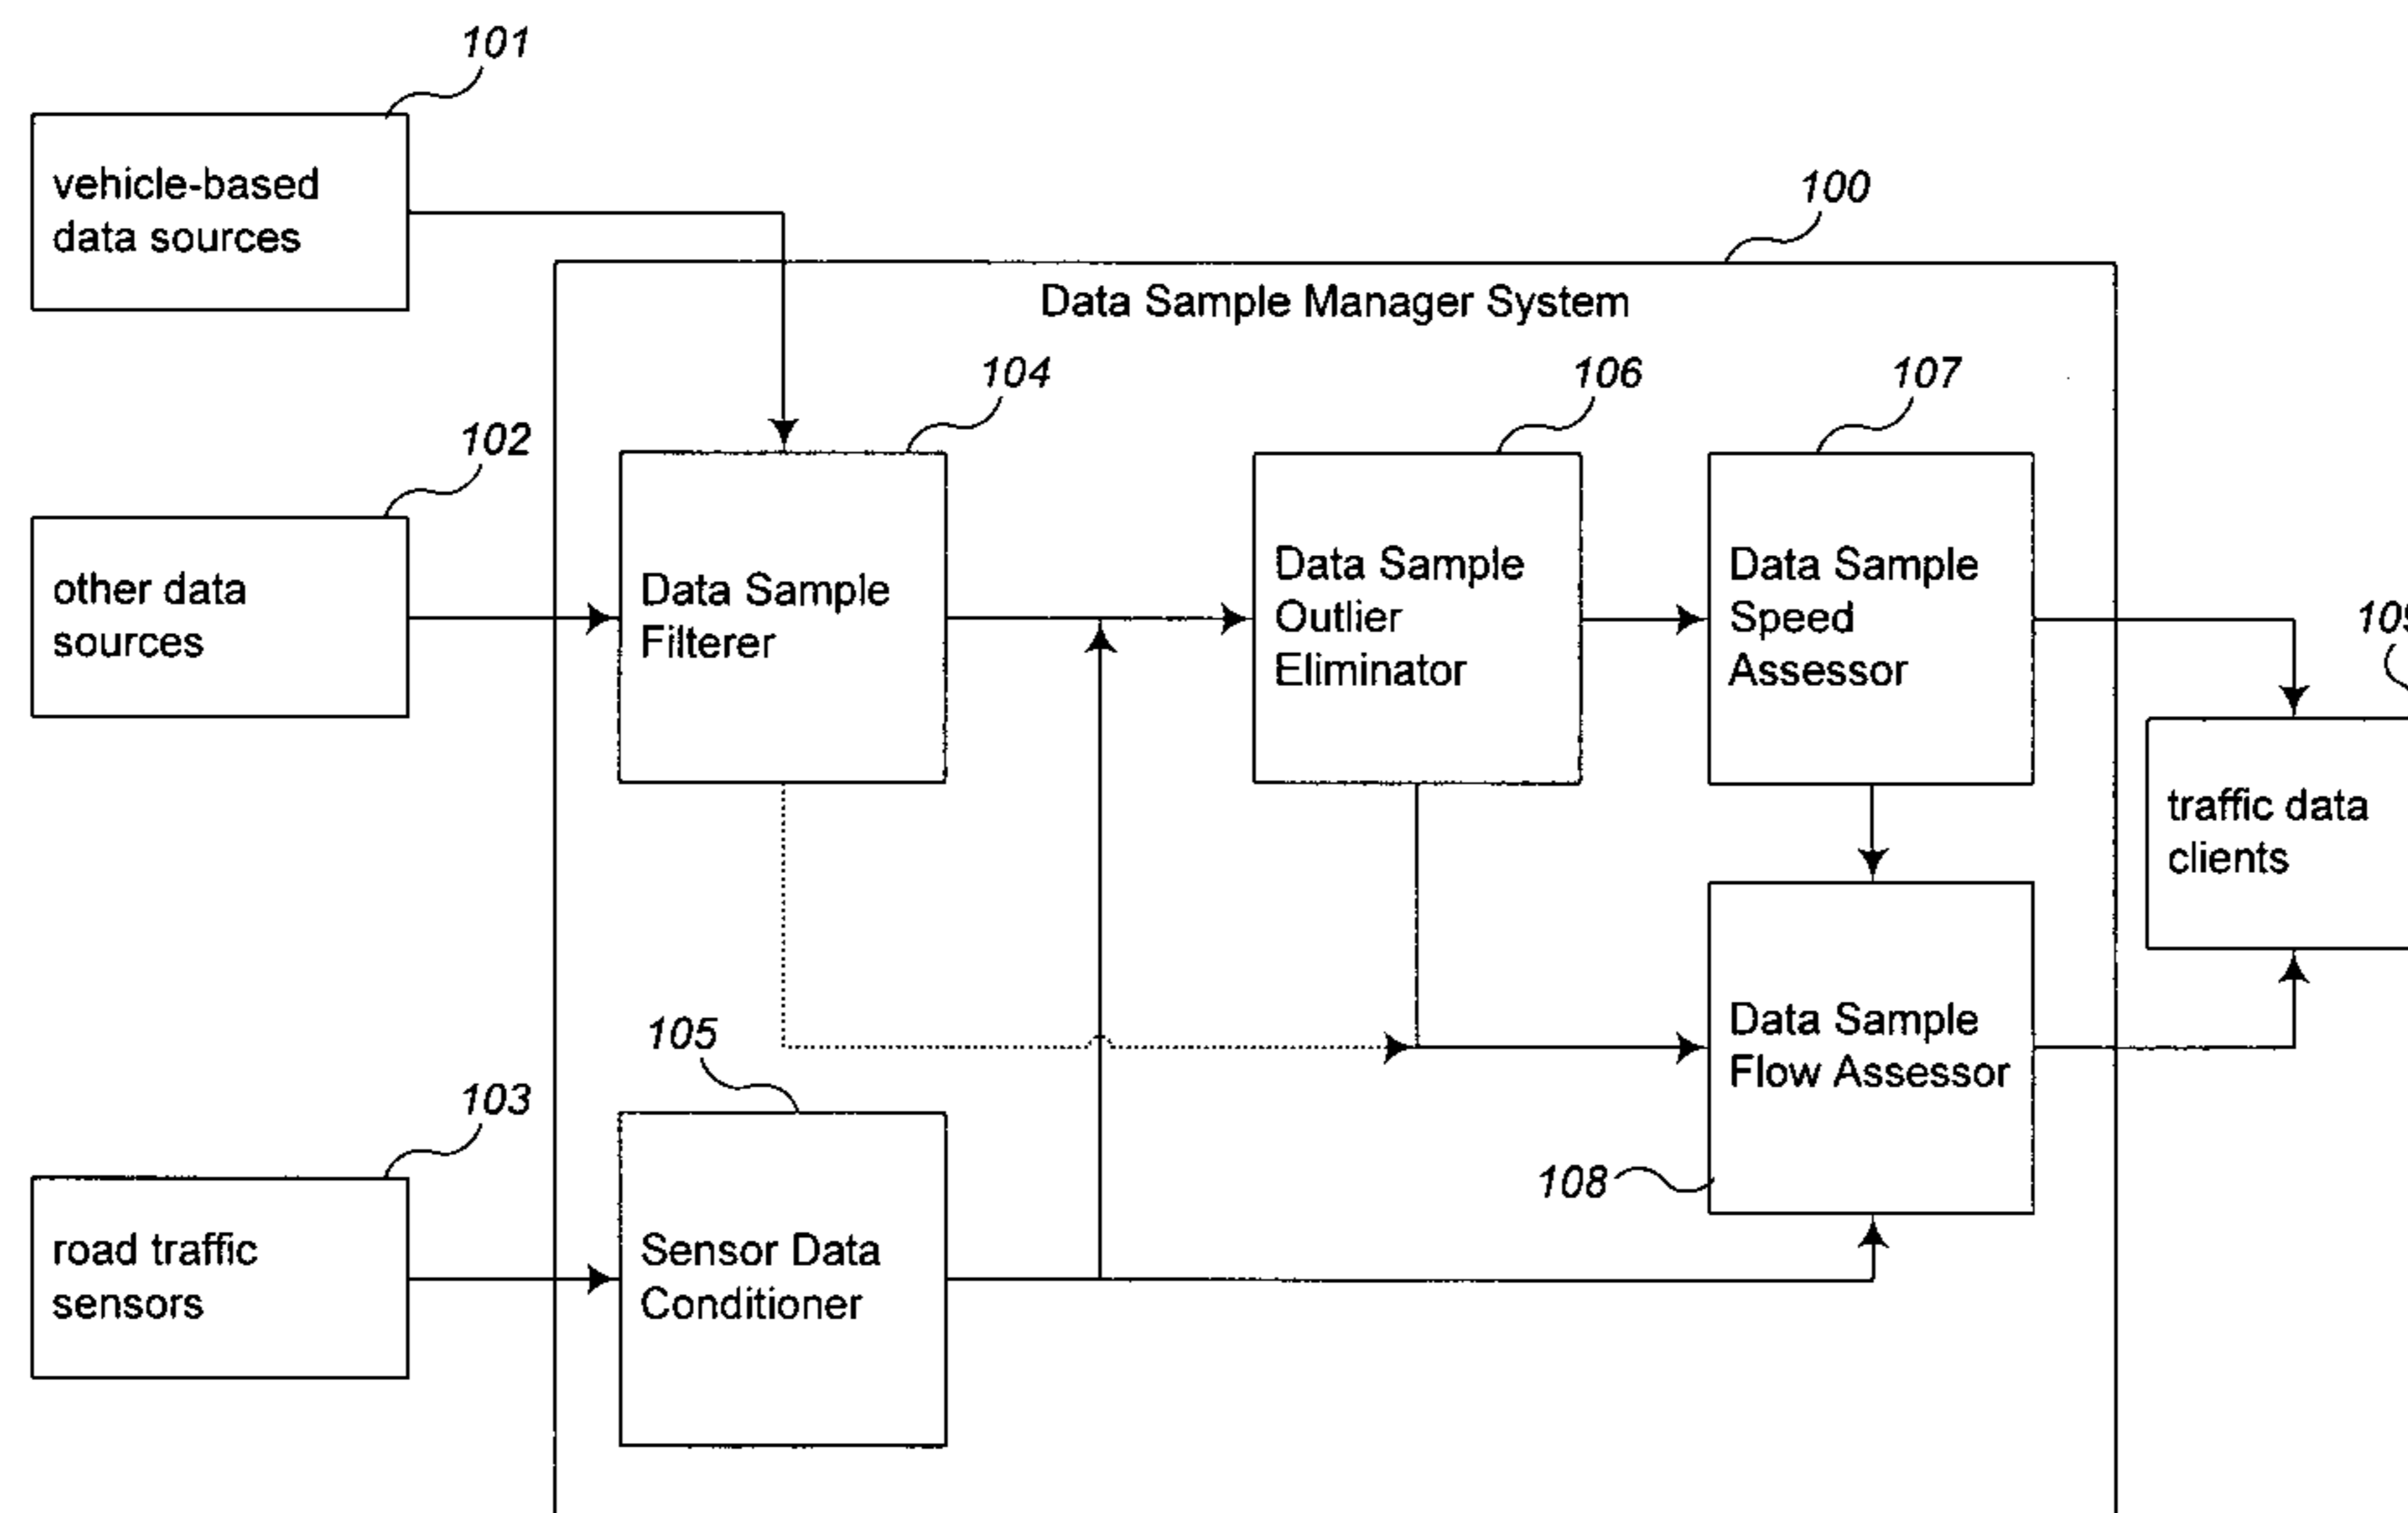 101
vehicle-based
data sources
100
Data Sample Manager System
102
104
106
107
other data
sources
Data Sample
Filterer
Data Sample
Outlier
Eliminator
Data Sample
Speed
Assessor
traffic data
clients
103
105
road traffic
sensors
Sensor Data
Conditioner
Data Sample
Flow Assessor
108